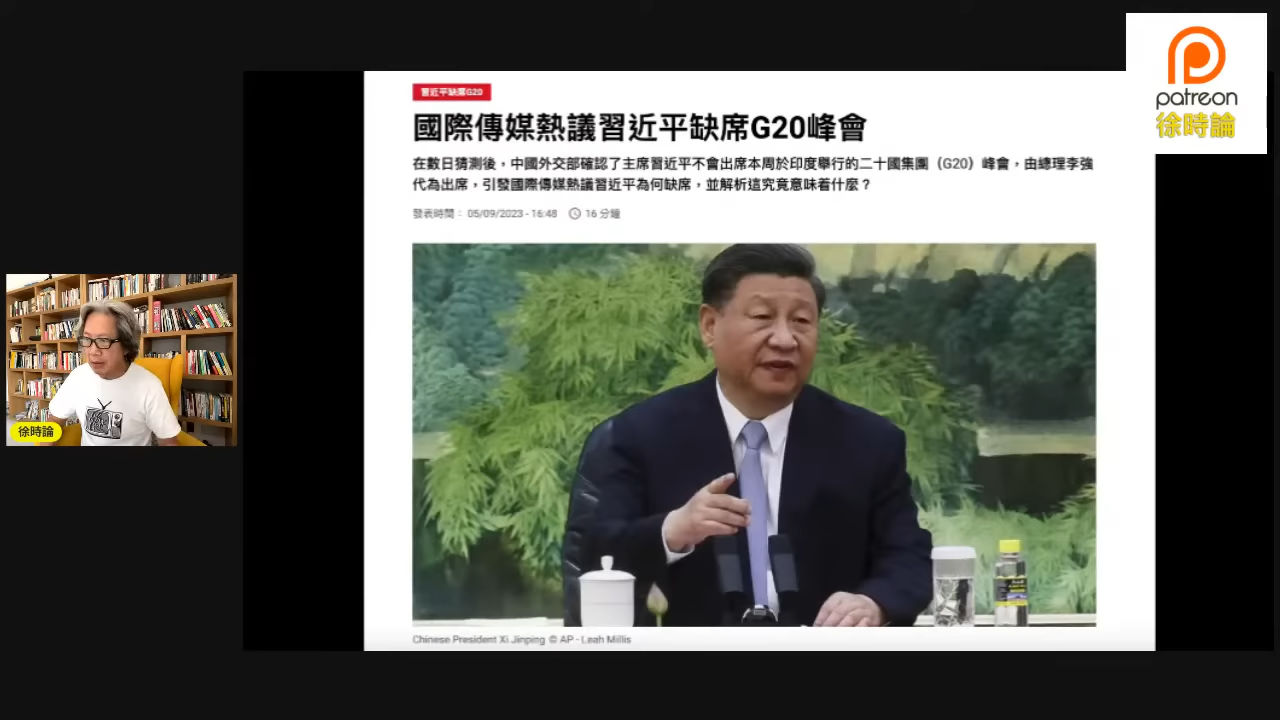 patreon
徐時論
習近平缺席G20
國際傳媒熱議習近平缺席G20峰會
在數日猜測後，中國外交部確認了主席習近平不會出席本周於印度舉行的二十國集團（G20）峰會，由總理李強
代為出席，引發國際傳媒熱議習近平為何缺席，並解析這究竟意味着什麼？
發表時間： 05/09/2023 - 16:48 16 分鐘
徐時論
Chinese President Xi Jinping © AP - Leah Millis